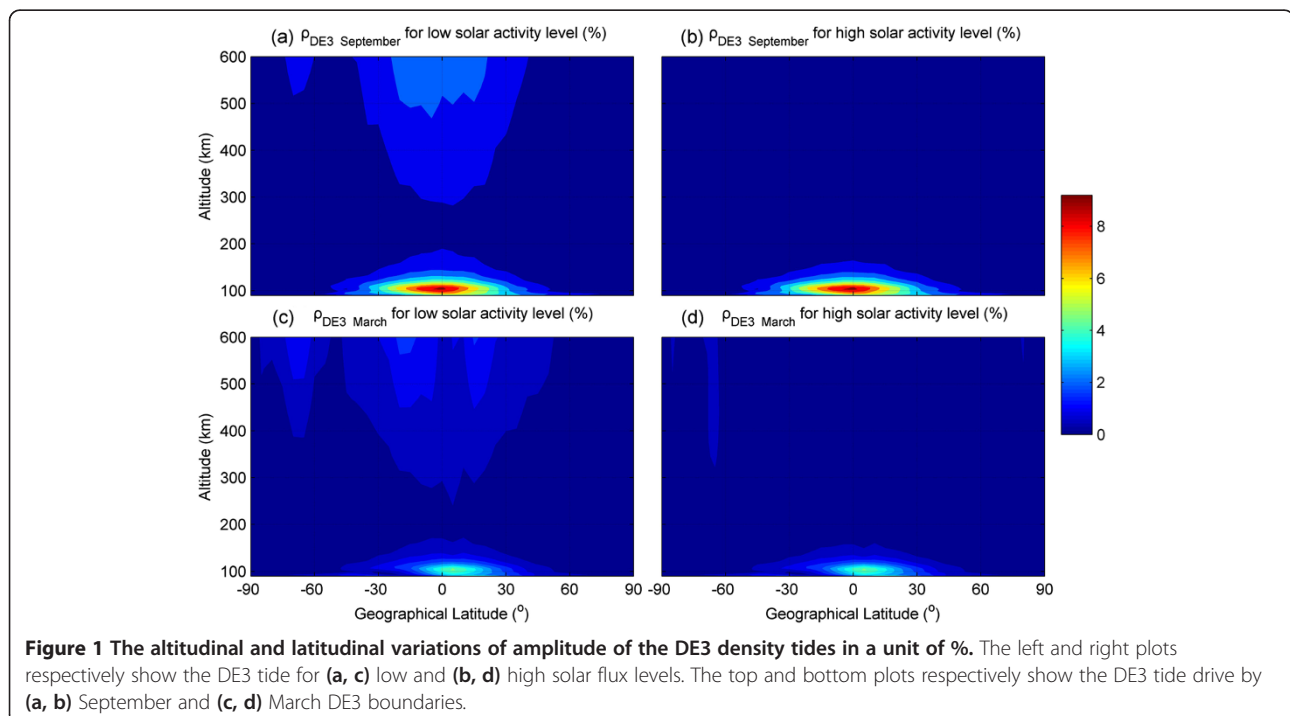 (a) ρDE3 September for low solar activity level (%)
(b) ρDE3 September for high solar activity level (%)
600
500
400
300
200
100
Altitude (km)
8
6
4
2
0
(c) ρDE3 March for low solar activity level (%)
(d) ρDE3 March for high solar activity level (%)
600
500
400
300
200
100
Altitude (km)
-90 -60 -30 0 30 60 90
-90 -60 -30 0 30 60 90
Geographical Latitude (°)
Geographical Latitude (°)
Figure 1 The altitudinal and latitudinal variations of amplitude of the DE3 density tides in a unit of %. The left and right plots
respectively show the DE3 tide for (a, c) low and (b, d) high solar flux levels. The top and bottom plots respectively show the DE3 tide drive by
(a, b) September and (c, d) March DE3 boundaries.